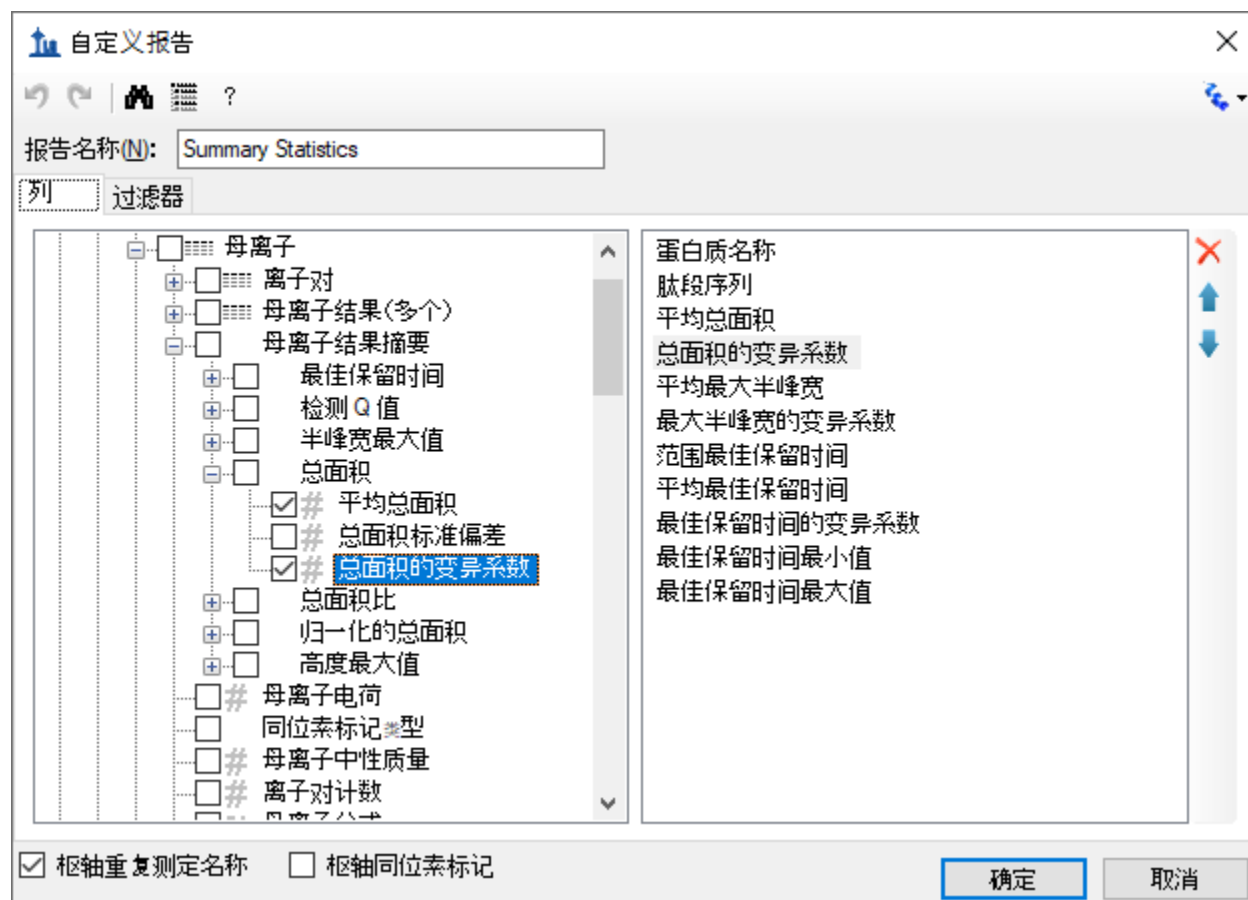 自定义报告
?
报告名称(N): Summary Statistics
列 过滤器
母离子
离子对
母离子结果(多个)
母离子结果摘要
最佳保留时间
检测 Q 值
半峰宽最大值
总面积
# 平均总面积
# 总面积标准偏差
# 总面积的变异系数
总面积比
归一化的总面积
高度最大值
# 母离子电荷
同位素标记类型
# 母离子中性质量
# 离子对计数
蛋白质名称
肽段序列
平均总面积
总面积的变异系数
平均最大半峰宽
最大半峰宽的变异系数
范围最佳保留时间
平均最佳保留时间
最佳保留时间的变异系数
最佳保留时间最小值
最佳保留时间最大值
枢轴重复测定名称 枢轴同位素标记
确定 取消